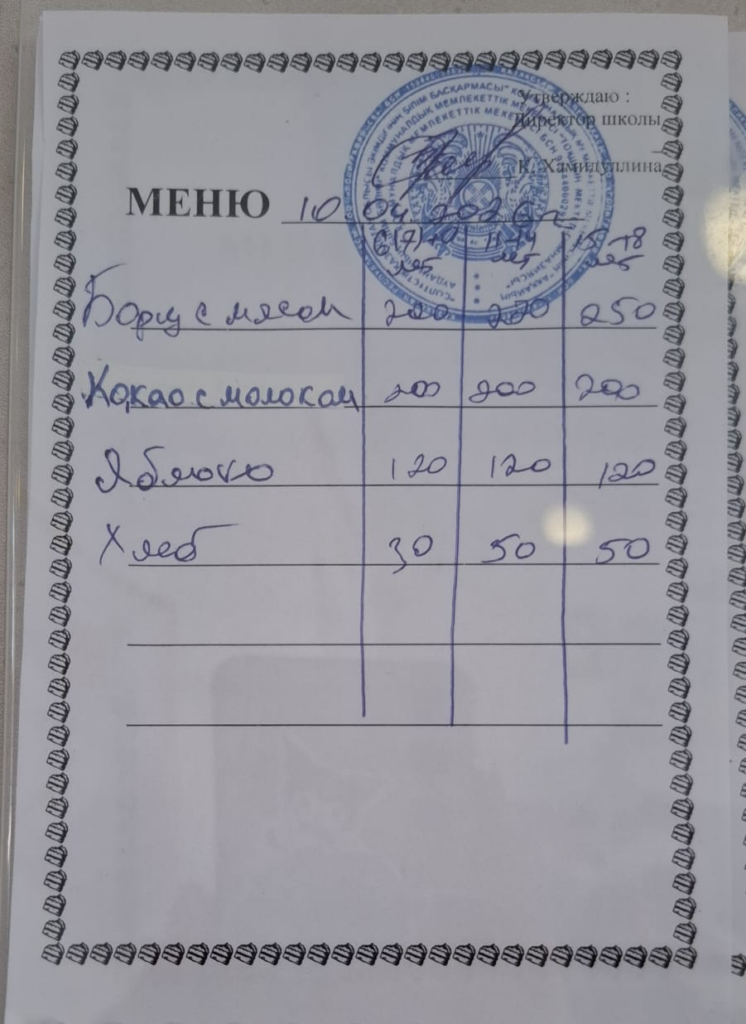 Утверждаю :
Директор школы
К. Хамидуллина
МЕНЮ 10 04 2026г
6(7)-10 лет 11-14 лет 15-18 лет
Борщ с мясом 200 200 250
Какао с молоком 200 200 200
Яблоко 120 120 120
Хлеб 30 50 50